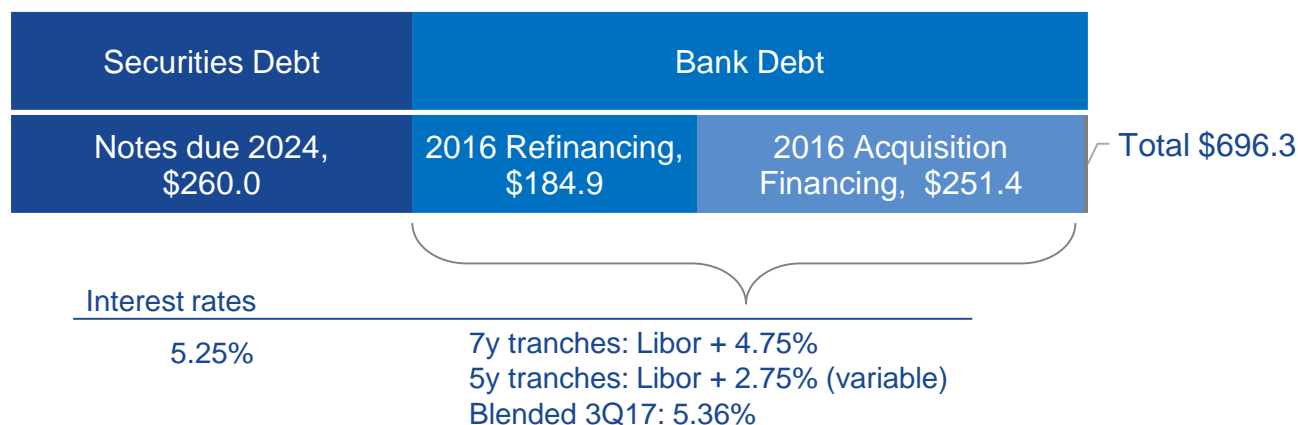 Securities Debt
Bank Debt
Notes due 2024,
$260.0
2016 Refinancing,
$184.9
2016 Acquisition
Financing,  $251.4
Total $696.3
Interest rates
5.25%
7y tranches: Libor + 4.75%
5y tranches: Libor + 2.75% (variable)
Blended 3Q17: 5.36%